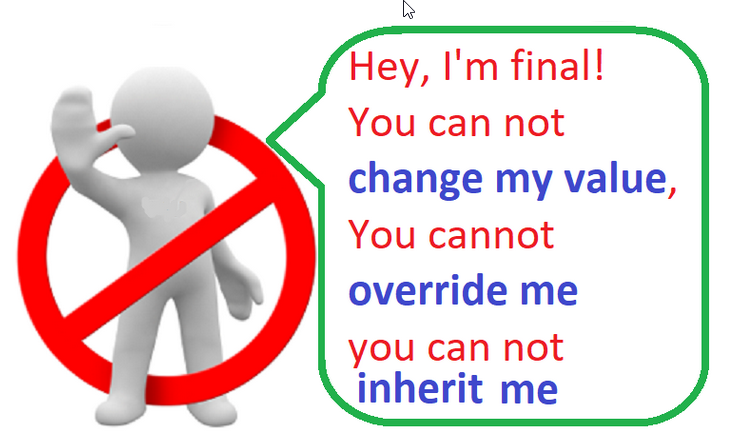 Hey, I'm final!
You can not
change my value,
You cannot
override me
you can not
inherit me